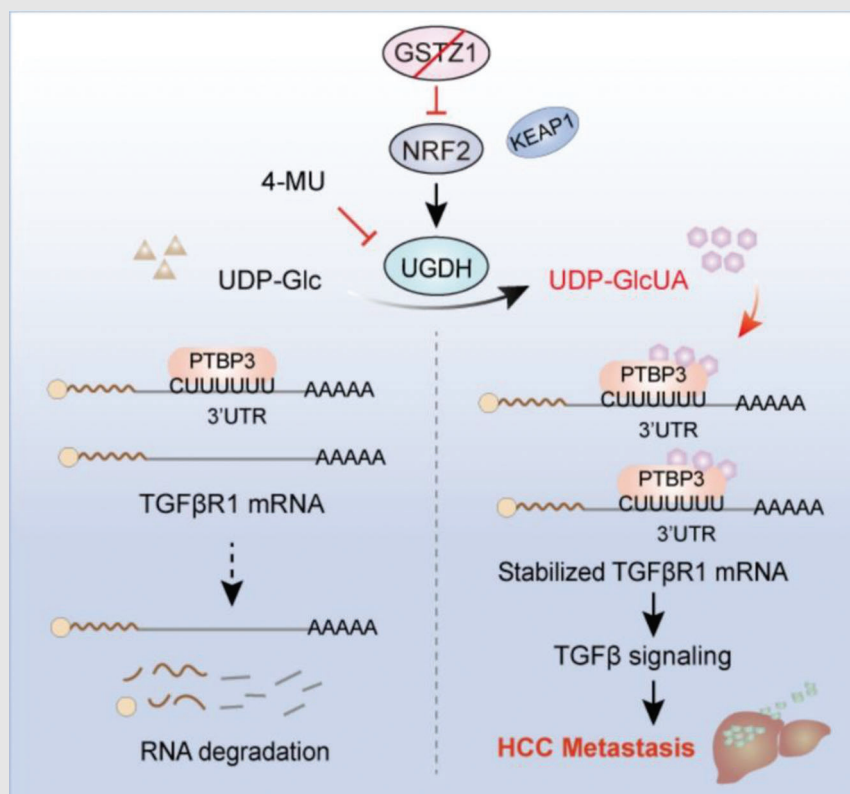 GSTZ1
NRF2
KEAP1
4-MU
UGDH
UDP-Glc
UDP-GlcUA
PTBP3
CUUUUUU
AAAAA
3'UTR
AAAAA
TGFβR1 mRNA
AAAAA
RNA degradation
PTBP3
CUUUUUU
AAAAA
3'UTR
PTBP3
CUUUUUU
AAAAA
3'UTR
Stabilized TGFβR1 mRNA
TGFβ signaling
HCC Metastasis